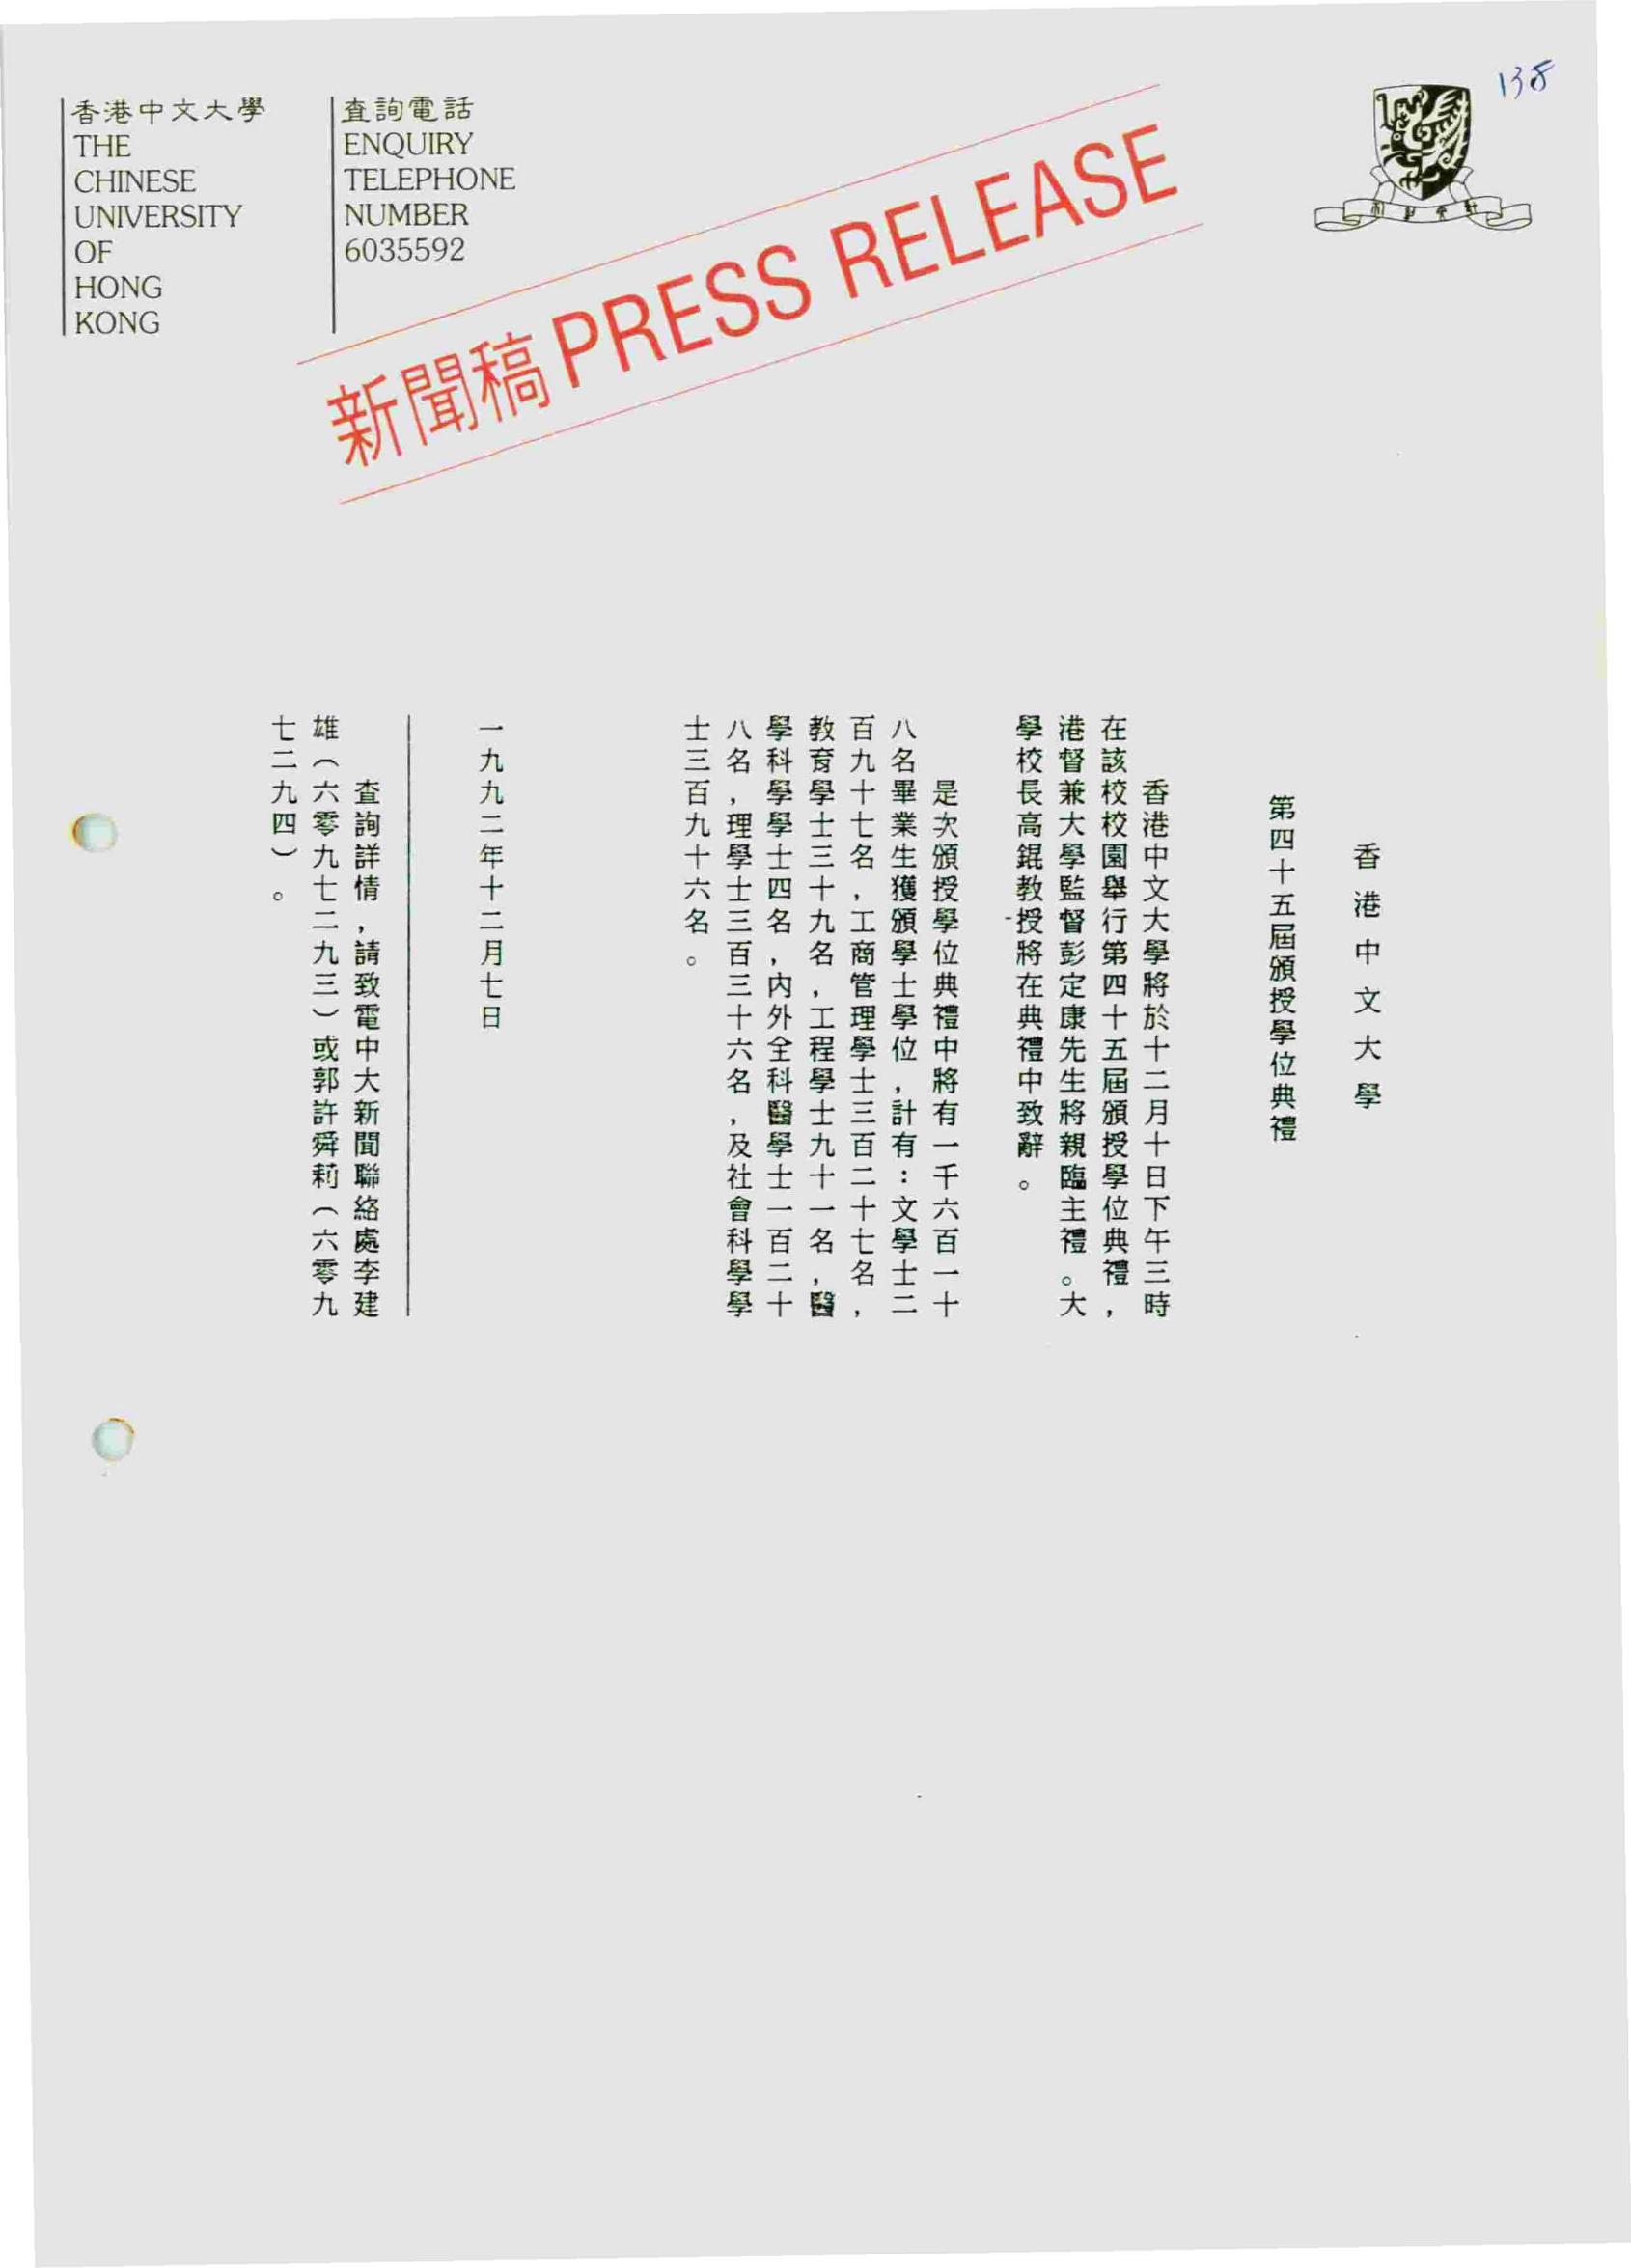 香港中文大學
THE
CHINESE
UNIVERSITY
OF
HONG
KONG
查詢電話
ENQUIRY
TELEPHONE
NUMBER
6035592
新聞稿 PRESS RELEASE
138
香港中文大學
第四十五屆頒授學位典禮
香港中文大學將於十二月十日下午三時
在該校校園舉行第四十五屆頒授學位典禮，
港督兼大學監督彭定康先生將親臨主禮。大
學校長高錕教授將在典禮中致辭。
是次頒授學位典禮中將有一千六百一十
八名畢業生獲頒學士學位，計有：文學士二
百九十七名，工商管理學士三百二十七名，
教育學士三十九名，工程學士九十一名，醫
學科學學士四名，內外全科醫學士一百二十
八名，理學士三百三十六名，及社會科學學
士三百九十六名。
一九九二年十二月七日
查詢詳情，請致電中大新聞聯絡處李建
雄（六零九七二九三）或郭許舜莉（六零九
七二九四）。